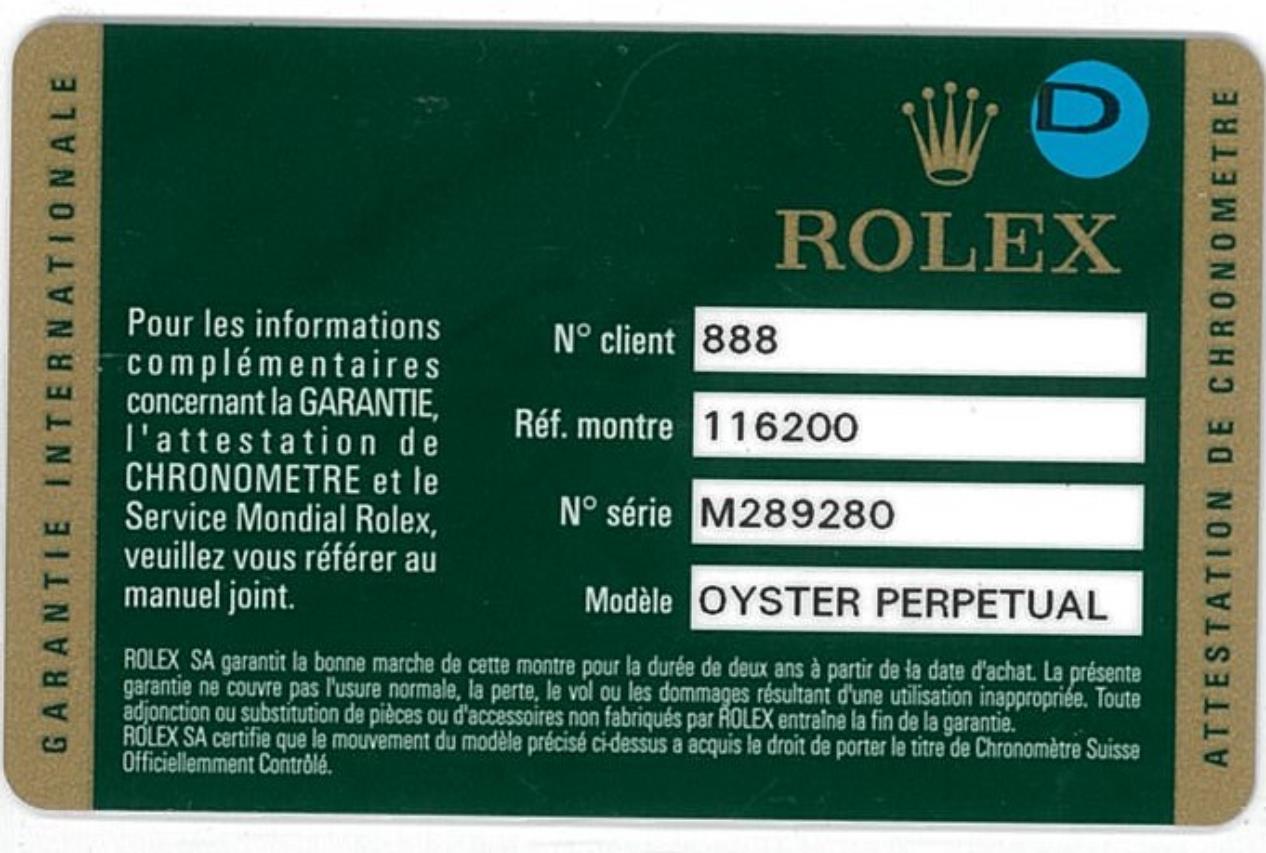 GARANTIE INTERNATIONALE
D
ROLEX
Pour les informations
complémentaires
concernant la GARANTIE,
l'attestation de
CHRONOMETRE et le
Service Mondial Rolex,
veuillez vous référer au
manuel joint.
N° client 888
Réf. montre 116200
N° série M289280
Modèle OYSTER PERPETUAL
ROLEX SA garantit la bonne marche de cette montre pour la durée de deux ans à partir de la date d'achat. La présente
garantie ne couvre pas l'usure normale, la perte, le vol ou les dommages résultant d'une utilisation inappropriée. Toute
adjonction ou substitution de pièces ou d'accessoires non fabriqués par ROLEX entraîne la fin de la garantie.
ROLEX SA certifie que le mouvement du modèle précisé ci-dessus a acquis le droit de porter le titre de Chronomètre Suisse
Officiellemment Contrôlé.
ATTESTATION DE CHRONOMETRE